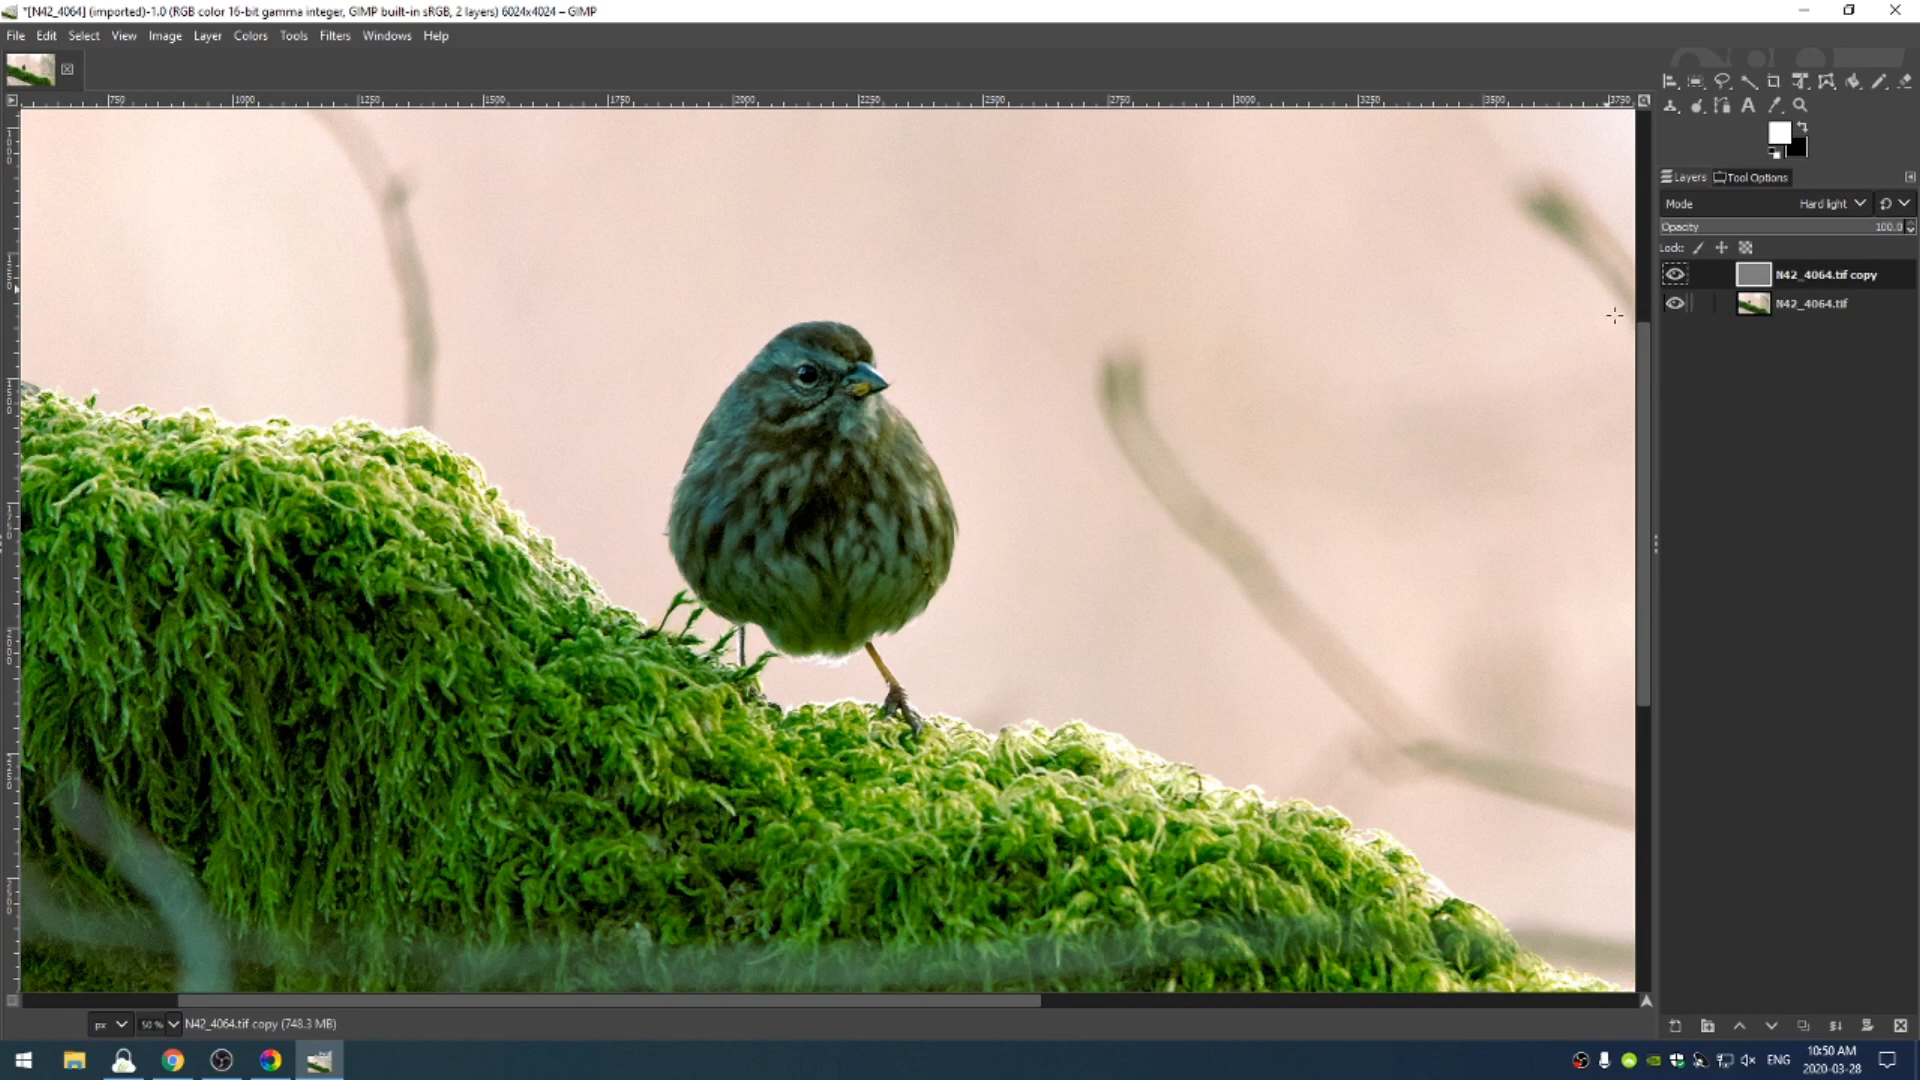 *[N42_4064] (imported)-1.0 (RGB color 16-bit gamma integer, GIMP built-in sRGB, 2 layers) 6024x4024 – GIMP
File Edit Select View Image Layer Colors Tools Filters Windows Help
750 1000 1250 1500 1750 2000 2250 2500 2750 3000 3250 3500 3750
Layers Tool Options
Mode Hard light
Opacity 100.0
Lock:
N42_4064.tif copy
N42_4064.tif
px 50 % N42_4064.tif copy (748.3 MB)
ENG
10:50 AM
2020-03-28